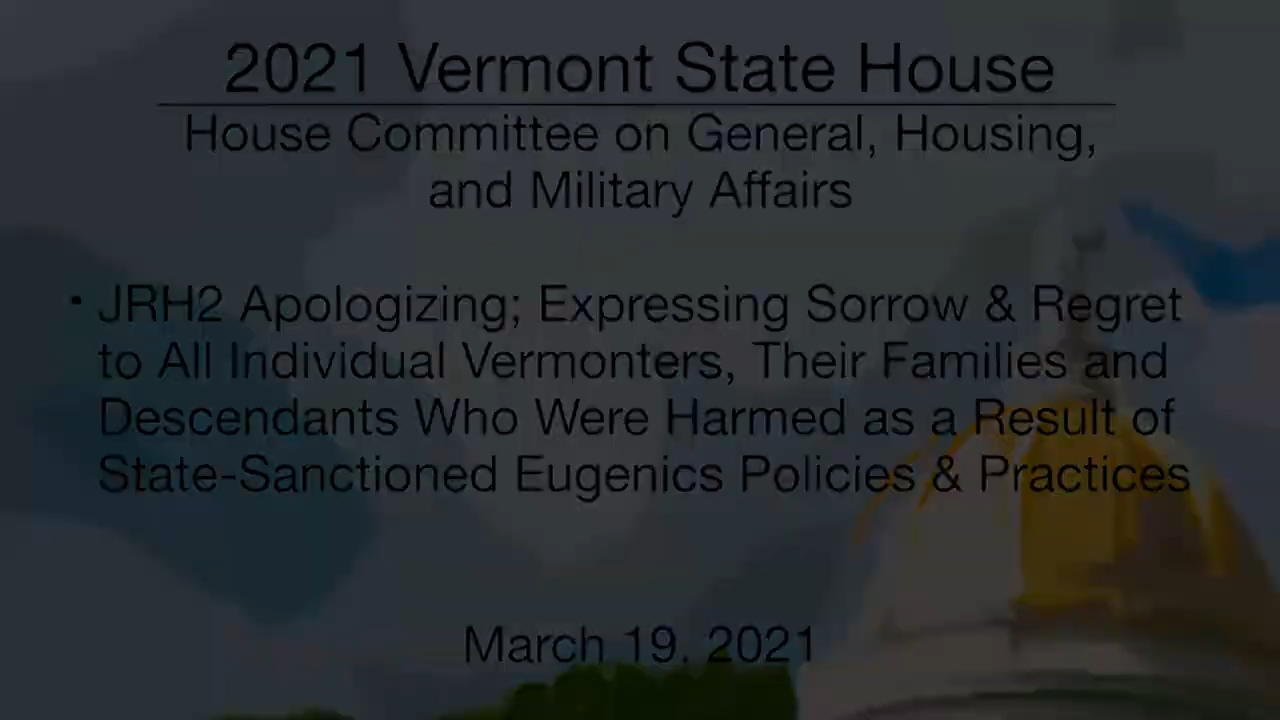 2021 Vermont State House
House Committee on General, Housing,
and Military Affairs
• JRH2 Apologizing; Expressing Sorrow & Regret
to All Individual Vermonters, Their Families and
Descendants Who Were Harmed as a Result of
State-Sanctioned Eugenics Policies & Practices
March 19, 2021